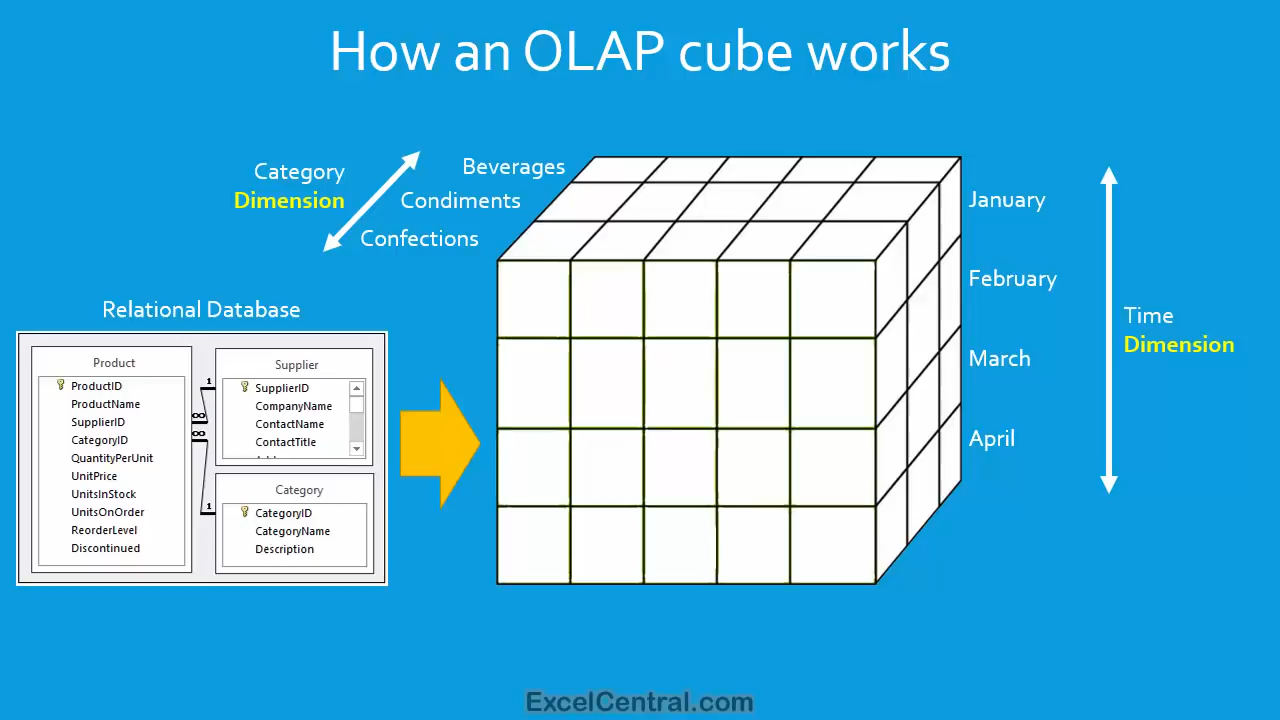 How an OLAP cube works
Category
Dimension
Beverages
Condiments
Confections
January
February
March
April
Time
Dimension
Relational Database
Product
ProductID
ProductName
SupplierID
CategoryID
QuantityPerUnit
UnitPrice
UnitsInStock
UnitsOnOrder
ReorderLevel
Discontinued
1
∞
∞
1
Supplier
SupplierID
CompanyName
ContactName
ContactTitle
Category
CategoryID
CategoryName
Description
ExcelCentral.com